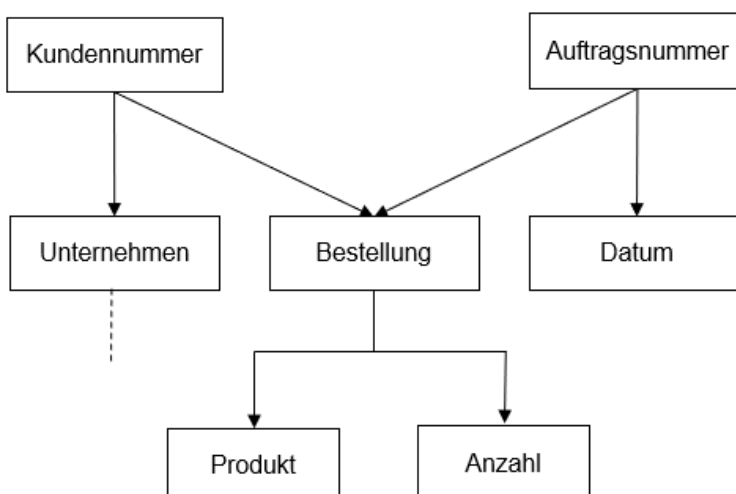 Kundennummer
Auftragsnummer
Unternehmen
Bestellung
Datum
Produkt
Anzahl